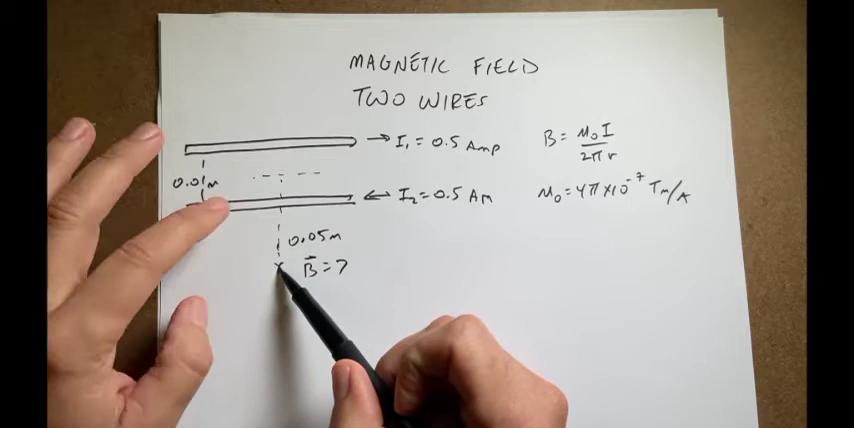 MAGNETIC FIELD
TWO WIRES
→ I₁ = 0.5 Amp
B = μ₀I / 2πr
0.01m
← I₂ = 0.5 Am
μ₀ = 4π×10⁻⁷ Tm/A
0.05m
B⃗ = ?